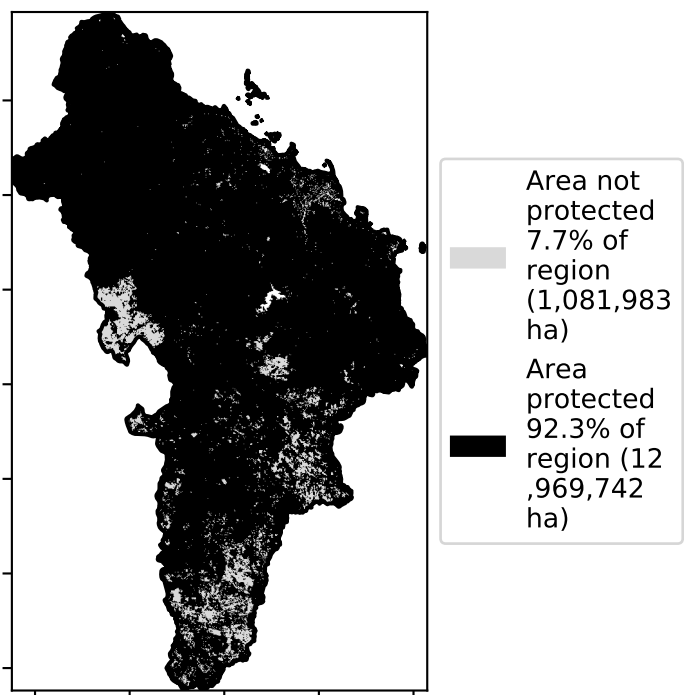 Area not
protected
7.7% of
region
(1,081,983
ha)
Area
protected
92.3% of
region (12
,969,742
ha)